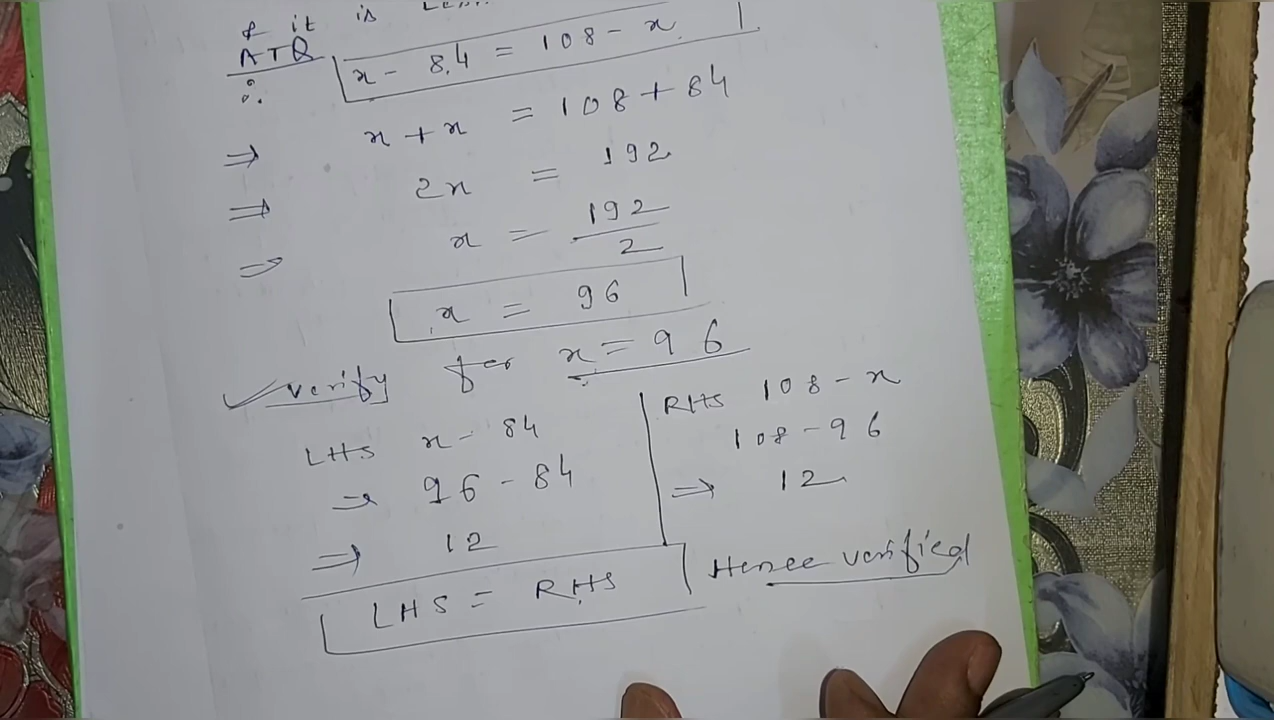 & it is
ATQ
∴ x - 84 = 108 - x
⇒ x + x = 108 + 84
⇒ 2x = 192
⇒ x = 192/2
x = 96
✓ verify for x = 96
LHS x - 84
⇒ 96 - 84
⇒ 12
RHS 108 - x
108 - 96
⇒ 12
LHS = RHS
Hence verified